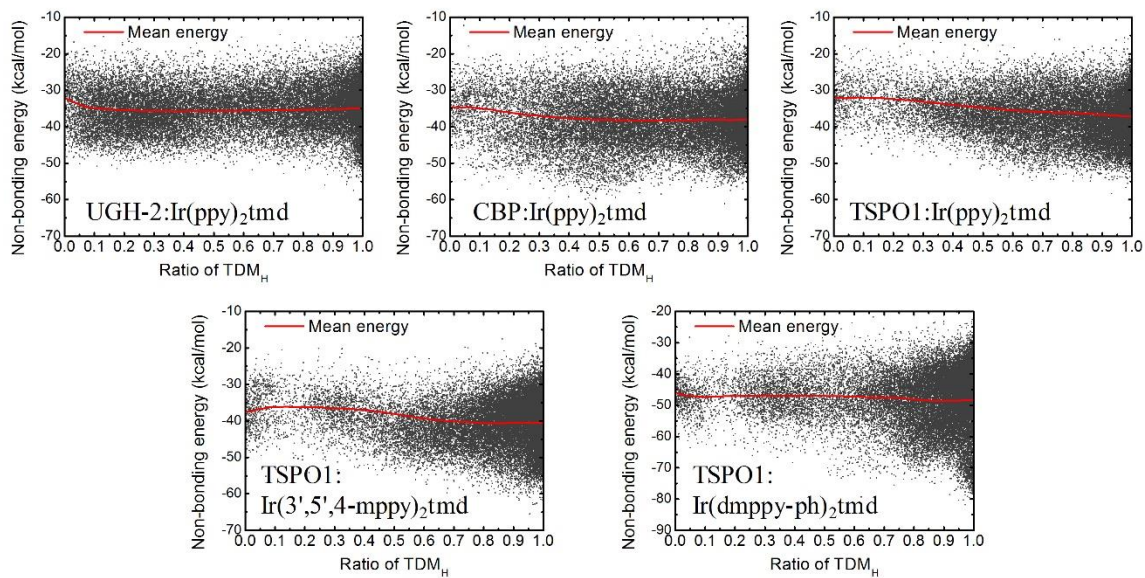 Non-bonding energy (kcal/mol)
-10
-20
-30
-40
-50
-60
-70
Mean energy
UGH-2:Ir(ppy)₂tmd
0.0 0.1 0.2 0.3 0.4 0.5 0.6 0.7 0.8 0.9 1.0
Ratio of TDM_H
Non-bonding energy (kcal/mol)
-10
-20
-30
-40
-50
-60
-70
Mean energy
CBP:Ir(ppy)₂tmd
0.0 0.1 0.2 0.3 0.4 0.5 0.6 0.7 0.8 0.9 1.0
Ratio of TDM_H
Non-bonding energy (kcal/mol)
-10
-20
-30
-40
-50
-60
-70
Mean energy
TSPO1:Ir(ppy)₂tmd
0.0 0.1 0.2 0.3 0.4 0.5 0.6 0.7 0.8 0.9 1.0
Ratio of TDM_H
Non-bonding energy (kcal/mol)
-10
-20
-30
-40
-50
-60
-70
Mean energy
TSPO1:
Ir(3',5',4-mppy)₂tmd
0.0 0.1 0.2 0.3 0.4 0.5 0.6 0.7 0.8 0.9 1.0
Ratio of TDM_H
Non-bonding energy (kcal/mol)
-20
-30
-40
-50
-60
-70
-80
-90
Mean energy
TSPO1:
Ir(dmppy-ph)₂tmd
0.0 0.1 0.2 0.3 0.4 0.5 0.6 0.7 0.8 0.9 1.0
Ratio of TDM_H